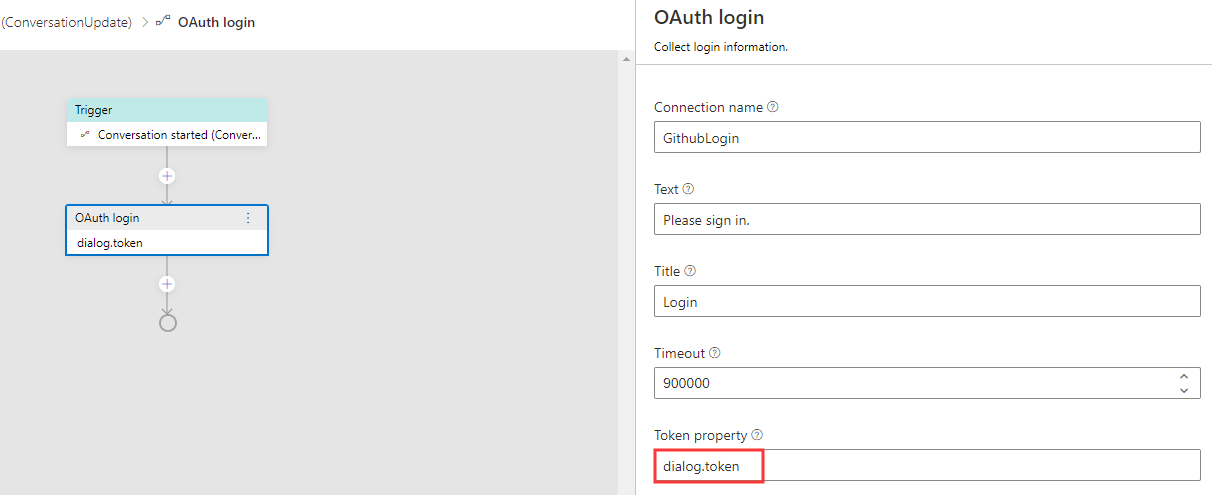 (ConversationUpdate) > OAuth login
Trigger
Conversation started (Conver...
OAuth login
dialog.token
OAuth login
Collect login information.
Connection name
GithubLogin
Text
Please sign in.
Title
Login
Timeout
900000
Token property
dialog.token